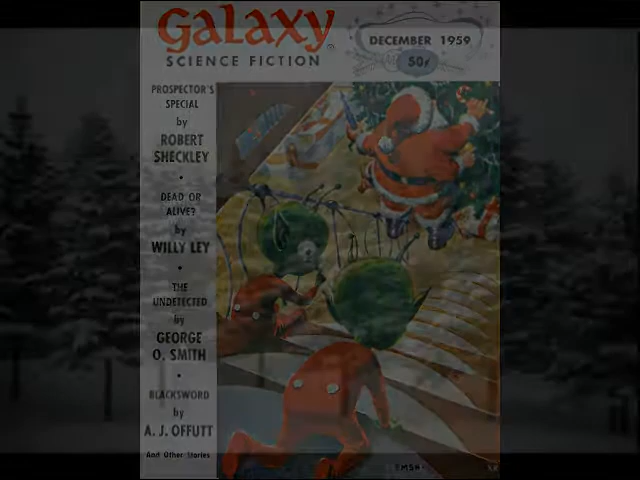 Galaxy
SCIENCE FICTION
DECEMBER 1959
50¢
PROSPECTOR'S
SPECIAL
by
ROBERT
SHECKLEY
DEAD OR
ALIVE?
by
WILLY LEY
THE
UNDETECTED
by
GEORGE
O. SMITH
BLACKSWORD
by
A. J. OFFUTT
And Other Stories
EMSH